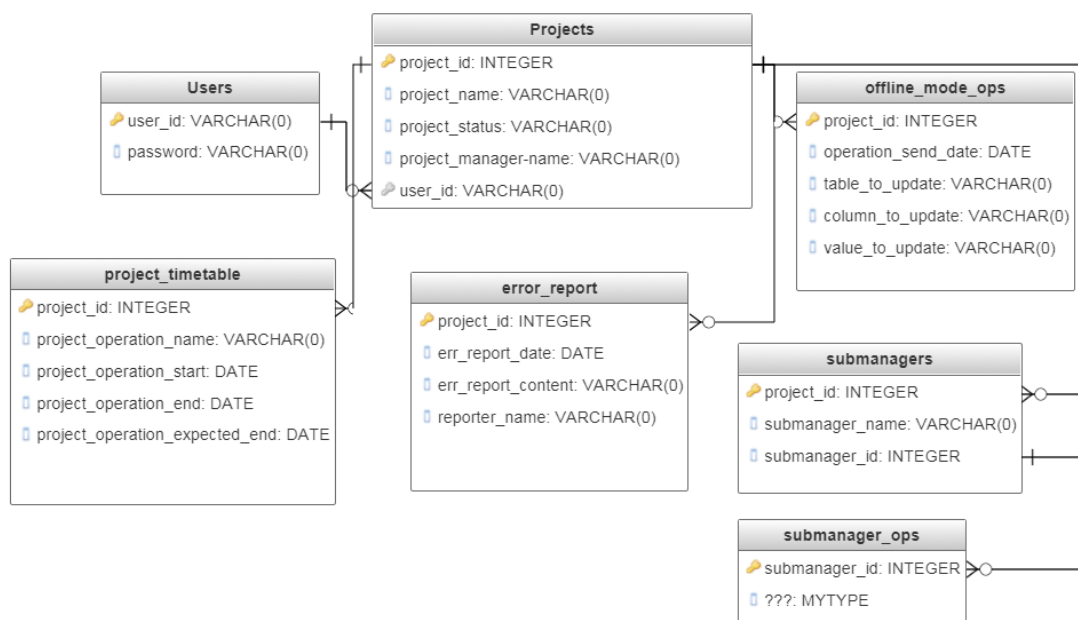 Projects
project_id: INTEGER
project_name: VARCHAR(0)
project_status: VARCHAR(0)
project_manager-name: VARCHAR(0)
user_id: VARCHAR(0)
Users
user_id: VARCHAR(0)
password: VARCHAR(0)
offline_mode_ops
project_id: INTEGER
operation_send_date: DATE
table_to_update: VARCHAR(0)
column_to_update: VARCHAR(0)
value_to_update: VARCHAR(0)
project_timetable
project_id: INTEGER
project_operation_name: VARCHAR(0)
project_operation_start: DATE
project_operation_end: DATE
project_operation_expected_end: DATE
error_report
project_id: INTEGER
err_report_date: DATE
err_report_content: VARCHAR(0)
reporter_name: VARCHAR(0)
submanagers
project_id: INTEGER
submanager_name: VARCHAR(0)
submanager_id: INTEGER
submanager_ops
submanager_id: INTEGER
???: MYTYPE